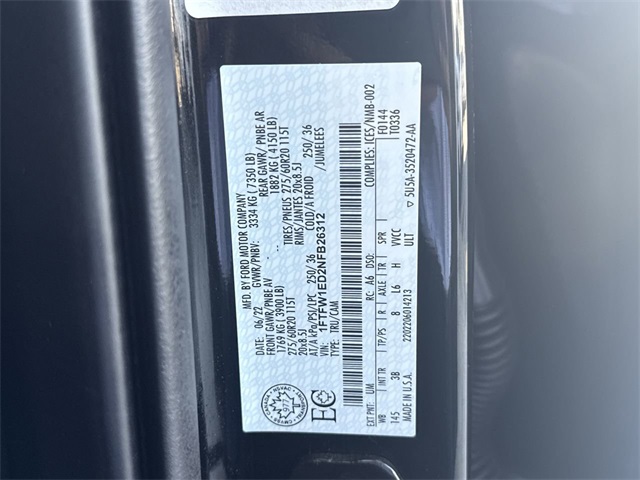 MFD. BY FORD MOTOR COMPANY
DATE: 06/22 GVWR/PNBV: 3334 KG ( 7350 LB)
FRONT GAWR/PNBE AV REAR GAWR/ PNBE AR
1769 KG ( 3900 LB) 1882 KG ( 4150 LB)
275/60R20 115T TIRES/PNEUS 275/60R20 115T
20x8.5J RIMS/JANTES 20x8.5J
AT/A kPa/PSI/LPC 250/ 36 COLD/A FROID 250/ 36
VIN: 1FTFW1ED2NFB26312 /JUMELEES
TYPE: TRU/CAM
COMPLIES: ICES/NMB-002
EXT PNT: UM RC: A6 DSO: F0144
WB INT TR TP/PS R AXLE TR SPR T0336
145 3B 8 L6 H VVCC
2202206014213 ULT
MADE IN U.S.A. 5U5A-3520472-AA
EC